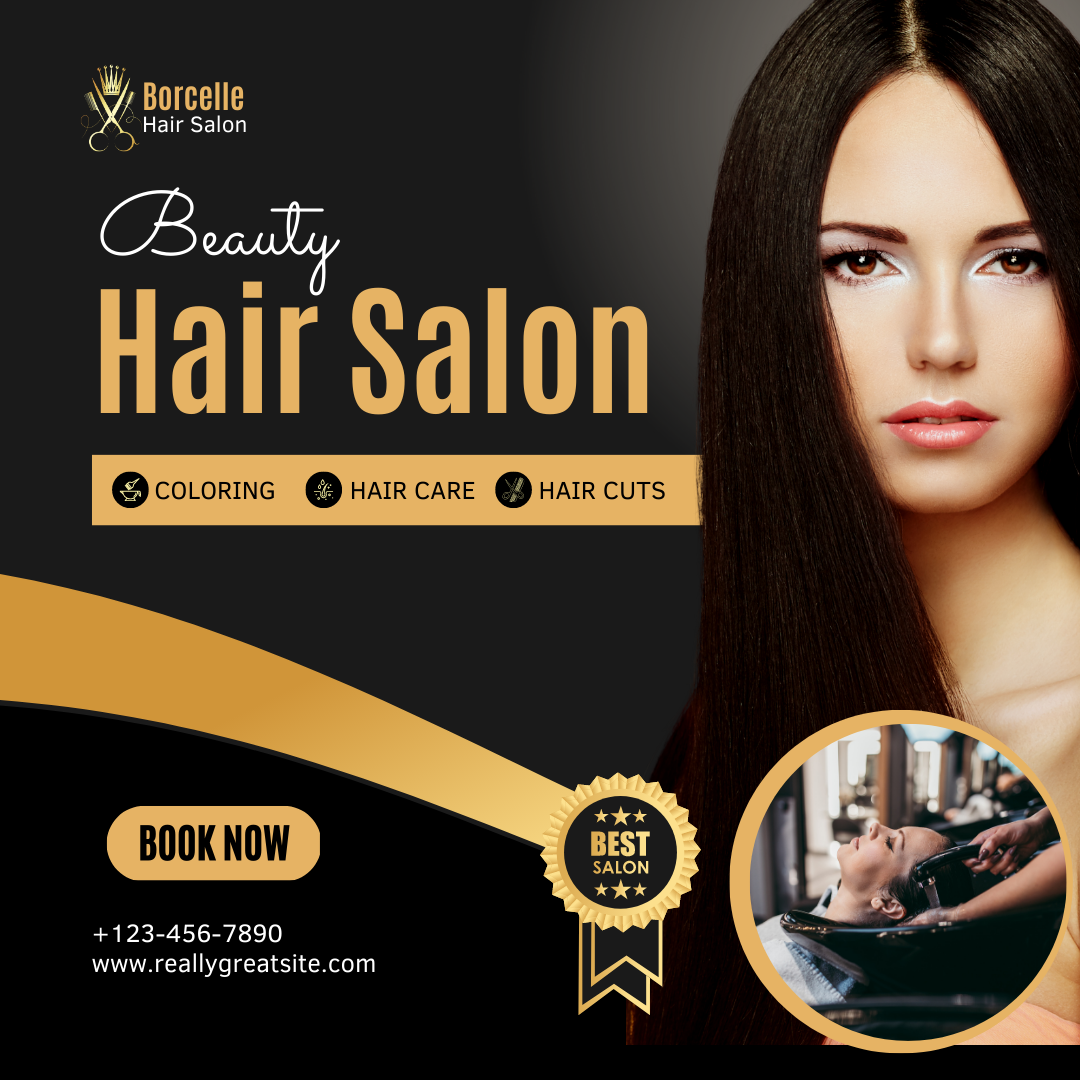 Borcelle
Hair Salon
Beauty
Hair Salon
COLORING HAIR CARE HAIR CUTS
BOOK NOW
BEST
SALON
+123-456-7890
www.reallygreatsite.com